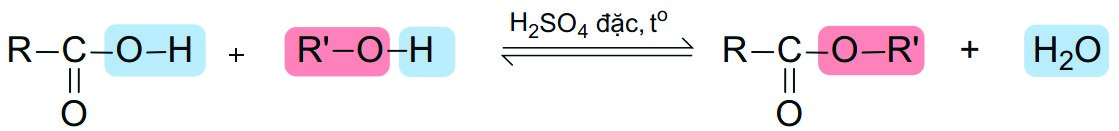 H₂SO₄ đặc, tº
R–C–O–H + R'–O–H ⇌ R–C–O–R' + H₂O
O O